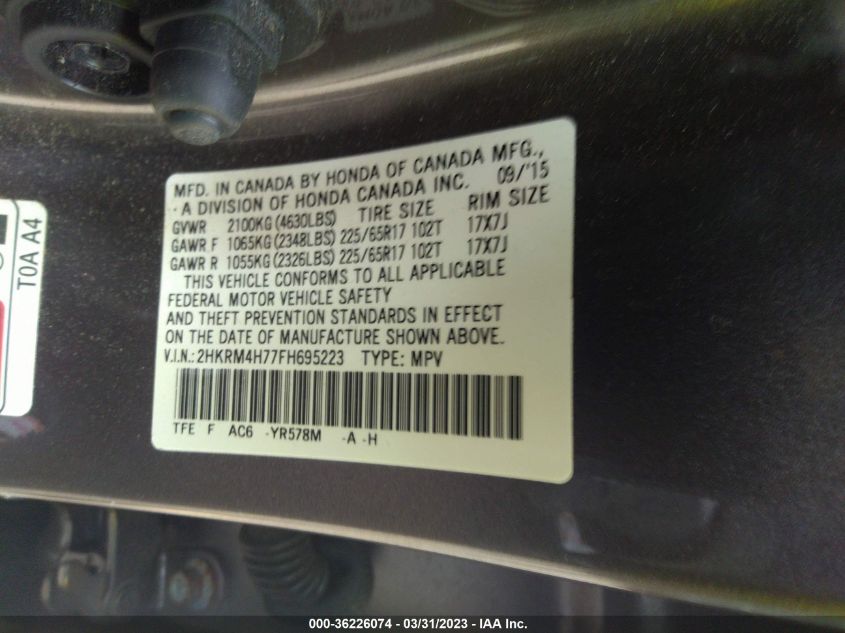 MFD. IN CANADA BY HONDA OF CANADA MFG.,
A DIVISION OF HONDA CANADA INC. 09/'15
GVWR 2100KG (4630LBS) TIRE SIZE RIM SIZE
GAWR F 1065KG (2348LBS) 225/65R17 102T 17X7J
GAWR R 1055KG (2326LBS) 225/65R17 102T 17X7J
THIS VEHICLE CONFORMS TO ALL APPLICABLE
FEDERAL MOTOR VEHICLE SAFETY
AND THEFT PREVENTION STANDARDS IN EFFECT
ON THE DATE OF MANUFACTURE SHOWN ABOVE.
V.I.N.: 2HKRM4H77FH695223 TYPE: MPV
TFE F AC6 -YR578M -A -H
T0A A4
000-36226074 — 03/31/2023 — IAA Inc.